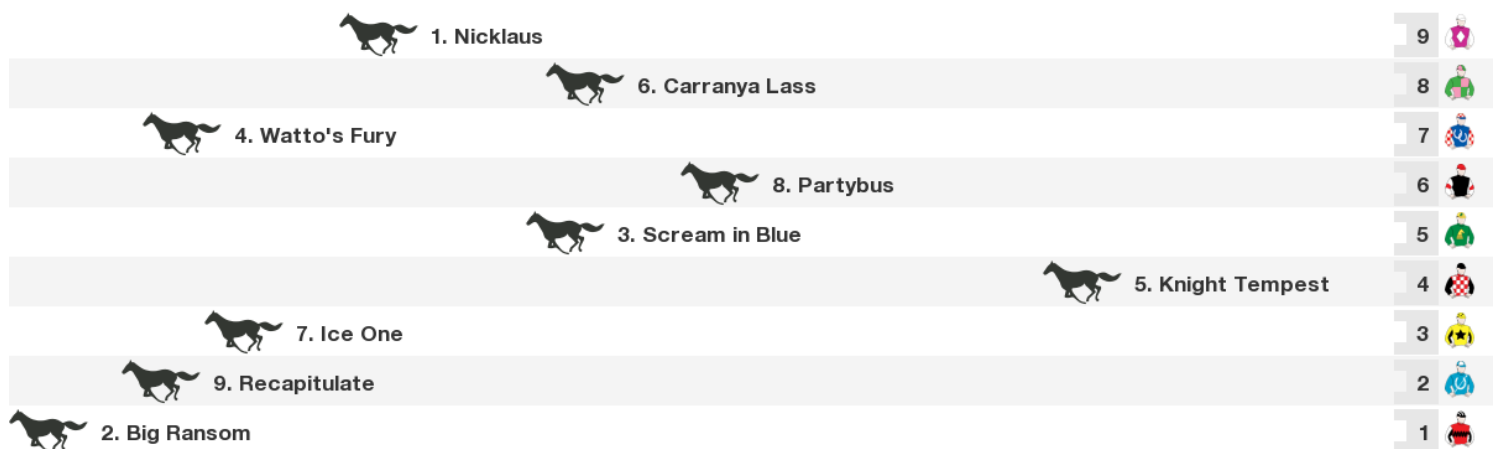 1. Nicklaus 9
6. Carranya Lass 8
4. Watto's Fury 7
8. Partybus 6
3. Scream in Blue 5
5. Knight Tempest 4
7. Ice One 3
9. Recapitulate 2
2. Big Ransom 1